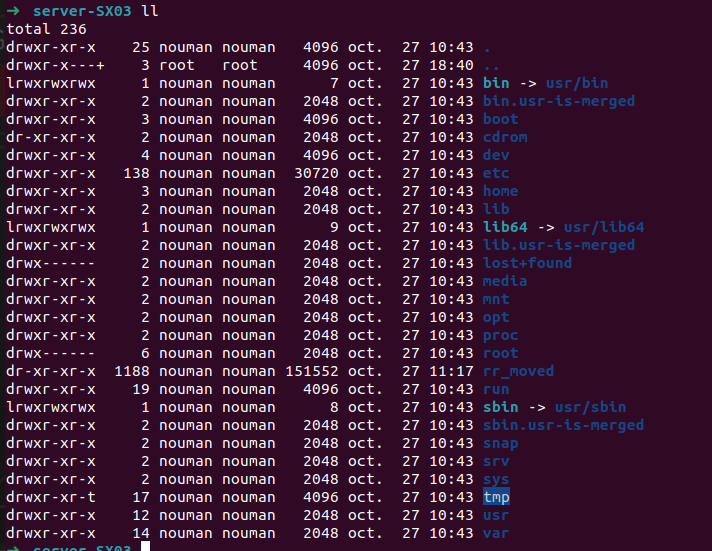 ➜ server-SX03 ll
total 236
drwxr-xr-x 25 nouman nouman 4096 oct. 27 10:43 .
drwxr-x---+ 3 root root 4096 oct. 27 18:40 ..
lrwxrwxrwx 1 nouman nouman 7 oct. 27 10:43 bin -> usr/bin
drwxr-xr-x 2 nouman nouman 2048 oct. 27 10:43 bin.usr-is-merged
drwxr-xr-x 3 nouman nouman 4096 oct. 27 10:43 boot
dr-xr-xr-x 2 nouman nouman 2048 oct. 27 10:43 cdrom
drwxr-xr-x 4 nouman nouman 4096 oct. 27 10:43 dev
drwxr-xr-x 138 nouman nouman 30720 oct. 27 10:43 etc
drwxr-xr-x 3 nouman nouman 2048 oct. 27 10:43 home
drwxr-xr-x 2 nouman nouman 2048 oct. 27 10:43 lib
lrwxrwxrwx 1 nouman nouman 9 oct. 27 10:43 lib64 -> usr/lib64
drwxr-xr-x 2 nouman nouman 2048 oct. 27 10:43 lib.usr-is-merged
drwx------ 2 nouman nouman 2048 oct. 27 10:43 lost+found
drwxr-xr-x 2 nouman nouman 2048 oct. 27 10:43 media
drwxr-xr-x 2 nouman nouman 2048 oct. 27 10:43 mnt
drwxr-xr-x 2 nouman nouman 2048 oct. 27 10:43 opt
drwxr-xr-x 2 nouman nouman 2048 oct. 27 10:43 proc
drwx------ 6 nouman nouman 2048 oct. 27 10:43 root
dr-xr-xr-x 1188 nouman nouman 151552 oct. 27 11:17 rr_moved
drwxr-xr-x 19 nouman nouman 4096 oct. 27 10:43 run
lrwxrwxrwx 1 nouman nouman 8 oct. 27 10:43 sbin -> usr/sbin
drwxr-xr-x 2 nouman nouman 2048 oct. 27 10:43 sbin.usr-is-merged
drwxr-xr-x 2 nouman nouman 2048 oct. 27 10:43 snap
drwxr-xr-x 2 nouman nouman 2048 oct. 27 10:43 srv
drwxr-xr-x 2 nouman nouman 2048 oct. 27 10:43 sys
drwxr-xr-t 17 nouman nouman 4096 oct. 27 10:43 tmp
drwxr-xr-x 12 nouman nouman 2048 oct. 27 10:43 usr
drwxr-xr-x 14 nouman nouman 2048 oct. 27 10:43 var
➜ server-SX03